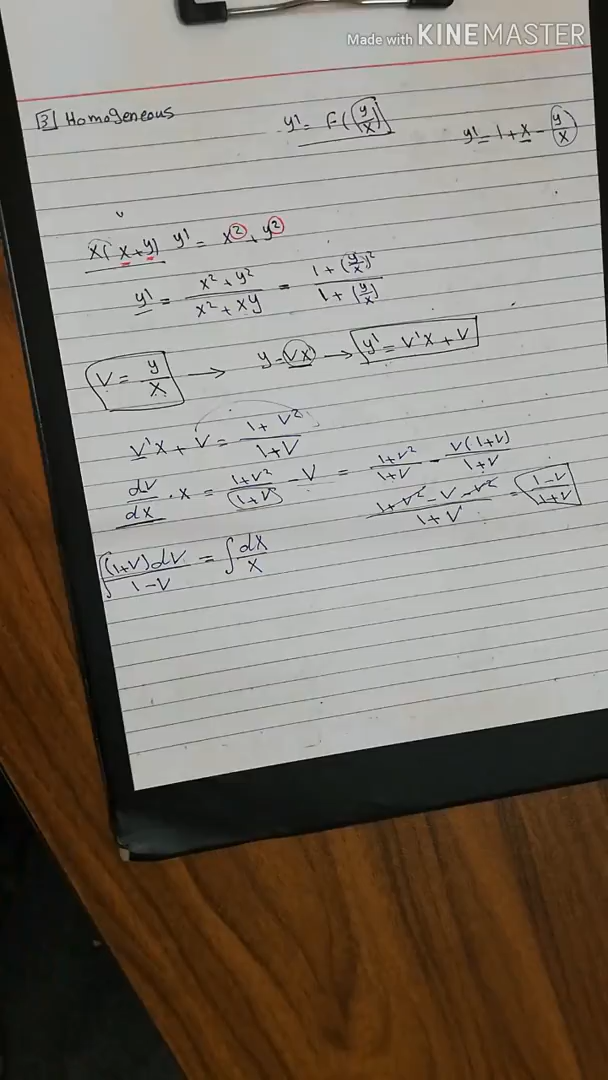 Made with KINEMASTER
[3] Homogeneous
y' = F(y/x)
y' = 1 + x - y/x
x(x+y) y' = x² + y²
y' = (x² + y²)/(x² + xy) = (1 + (y/x)²)/(1 + (y/x))
V = y/x → y = Vx → y' = V'x + V
V'x + V = (1 + V²)/(1+V)
dv/dx · x = (1+V²)/(1+V) - V = (1+V²)/(1+V) - V(1+V)/(1+V)
(1+V² - V - V²)/(1+V) = (1-V)/(1+V)
∫ (1+V)dV/(1-V) = ∫ dx/x